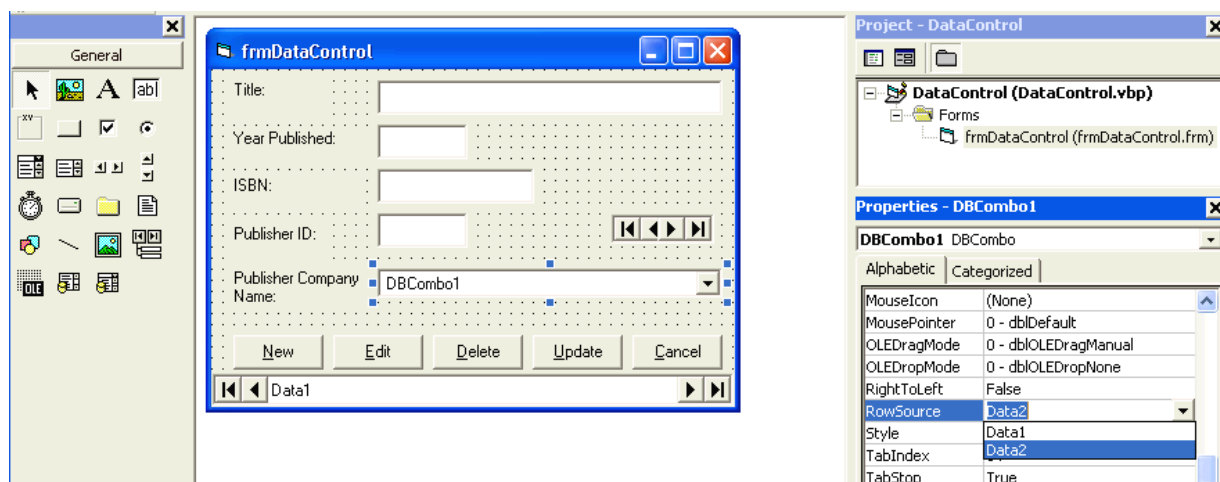 General
A
abl
XY
OLE
frmDataControl
Title:
Year Published:
ISBN:
Publisher ID:
Publisher Company
Name:
DBCombo1
New
Edit
Delete
Update
Cancel
Data1
Project - DataControl
DataControl (DataControl.vbp)
Forms
frmDataControl (frmDataControl.frm)
Properties - DBCombo1
DBCombo1 DBCombo
Alphabetic Categorized
MouseIcon (None)
MousePointer 0 - dblDefault
OLEDragMode 0 - dblOLEDragManual
OLEDropMode 0 - dblOLEDropNone
RightToLeft False
RowSource Data2
Style Data1
Data2
TabIndex
TabStop True